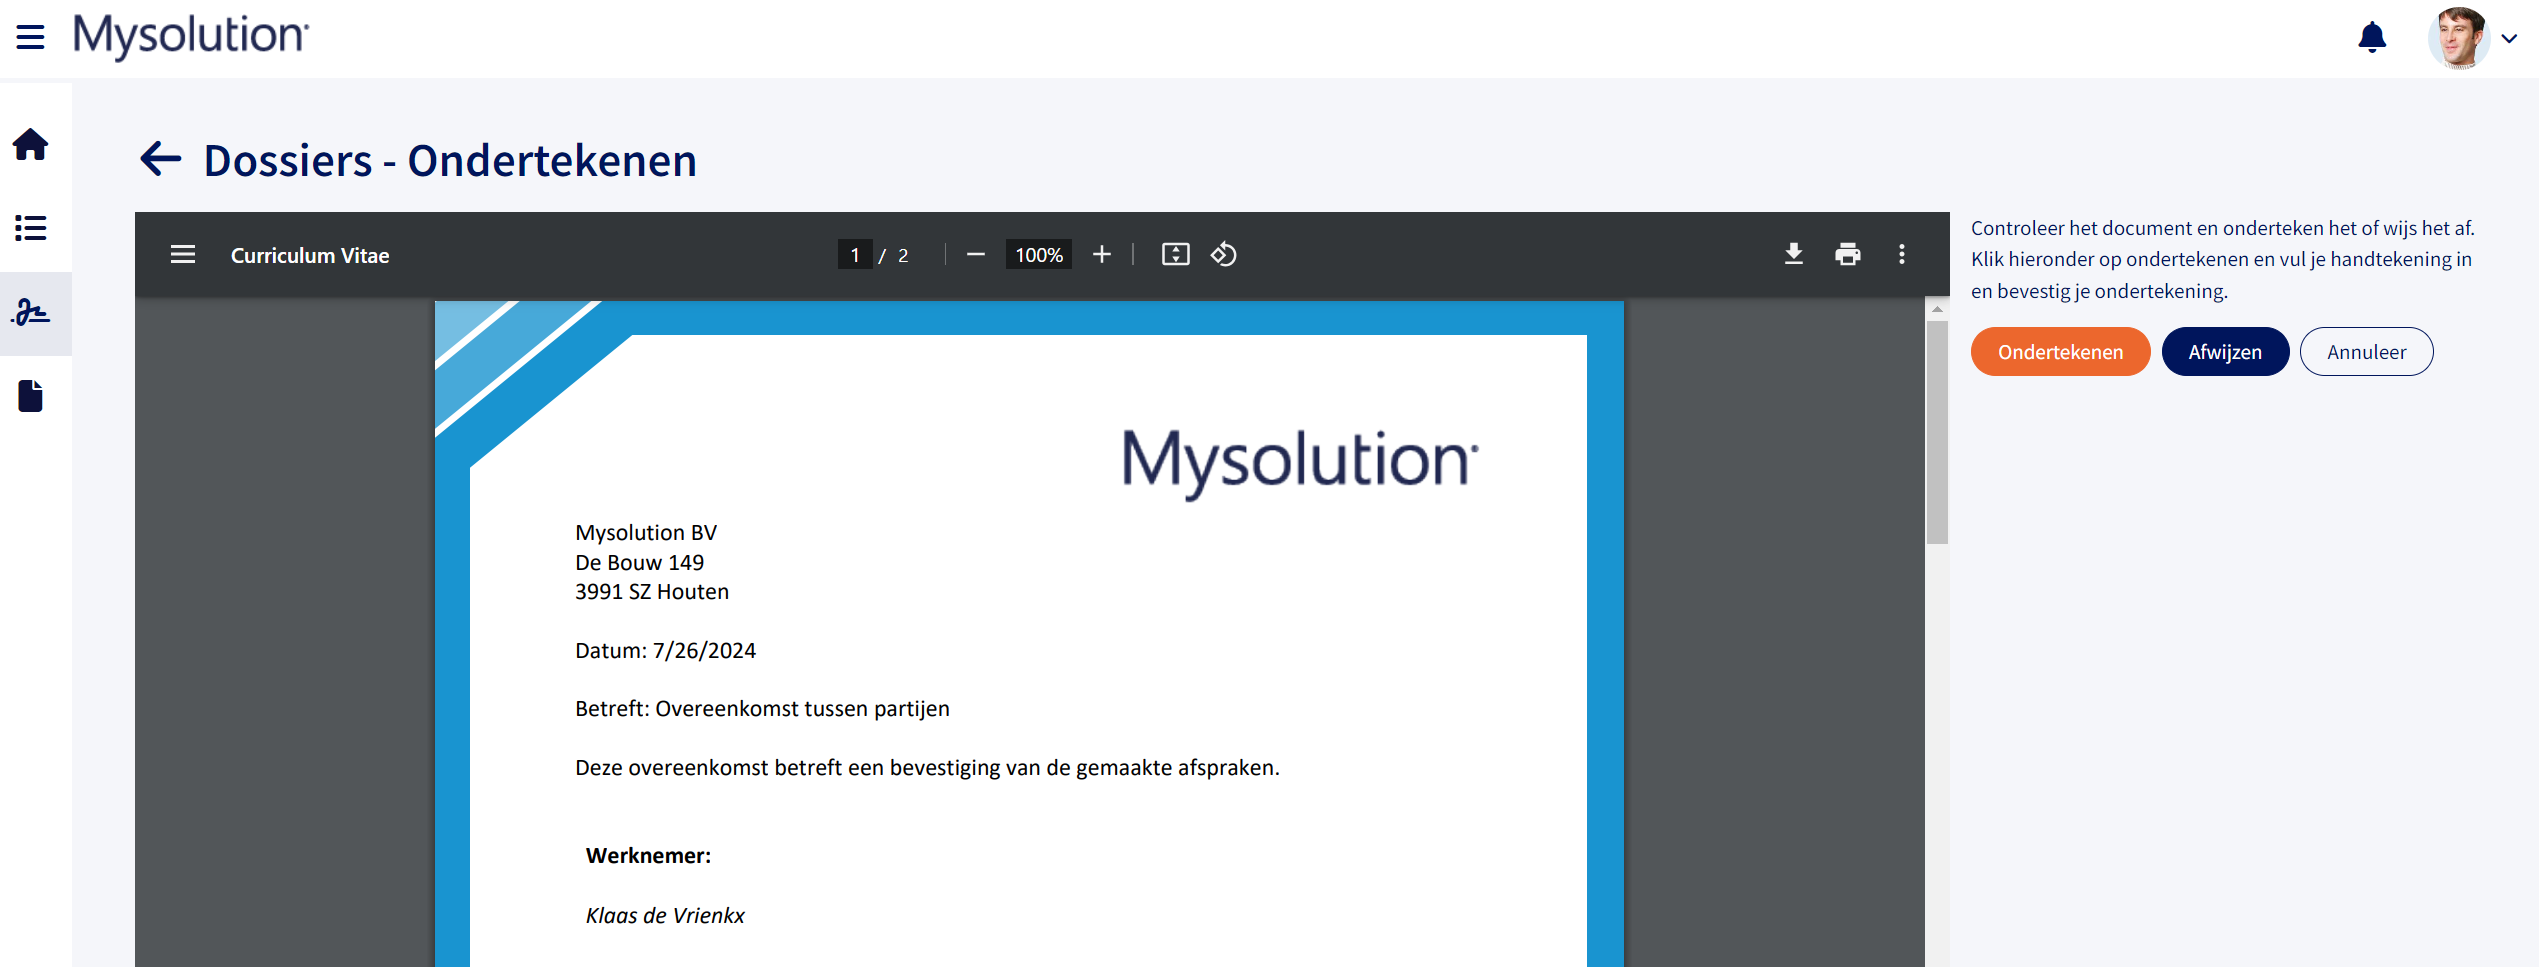 Mysolution
Dossiers - Ondertekenen
Curriculum Vitae
1 / 2
100%
Controleer het document en onderteken het of wijs het af.
Klik hieronder op ondertekenen en vul je handtekening in
en bevestig je ondertekening.
Ondertekenen
Afwijzen
Annuleer
Mysolution
Mysolution BV
De Bouw 149
3991 SZ Houten
Datum: 7/26/2024
Betreft: Overeenkomst tussen partijen
Deze overeenkomst betreft een bevestiging van de gemaakte afspraken.
Werknemer:
Klaas de Vrienkx